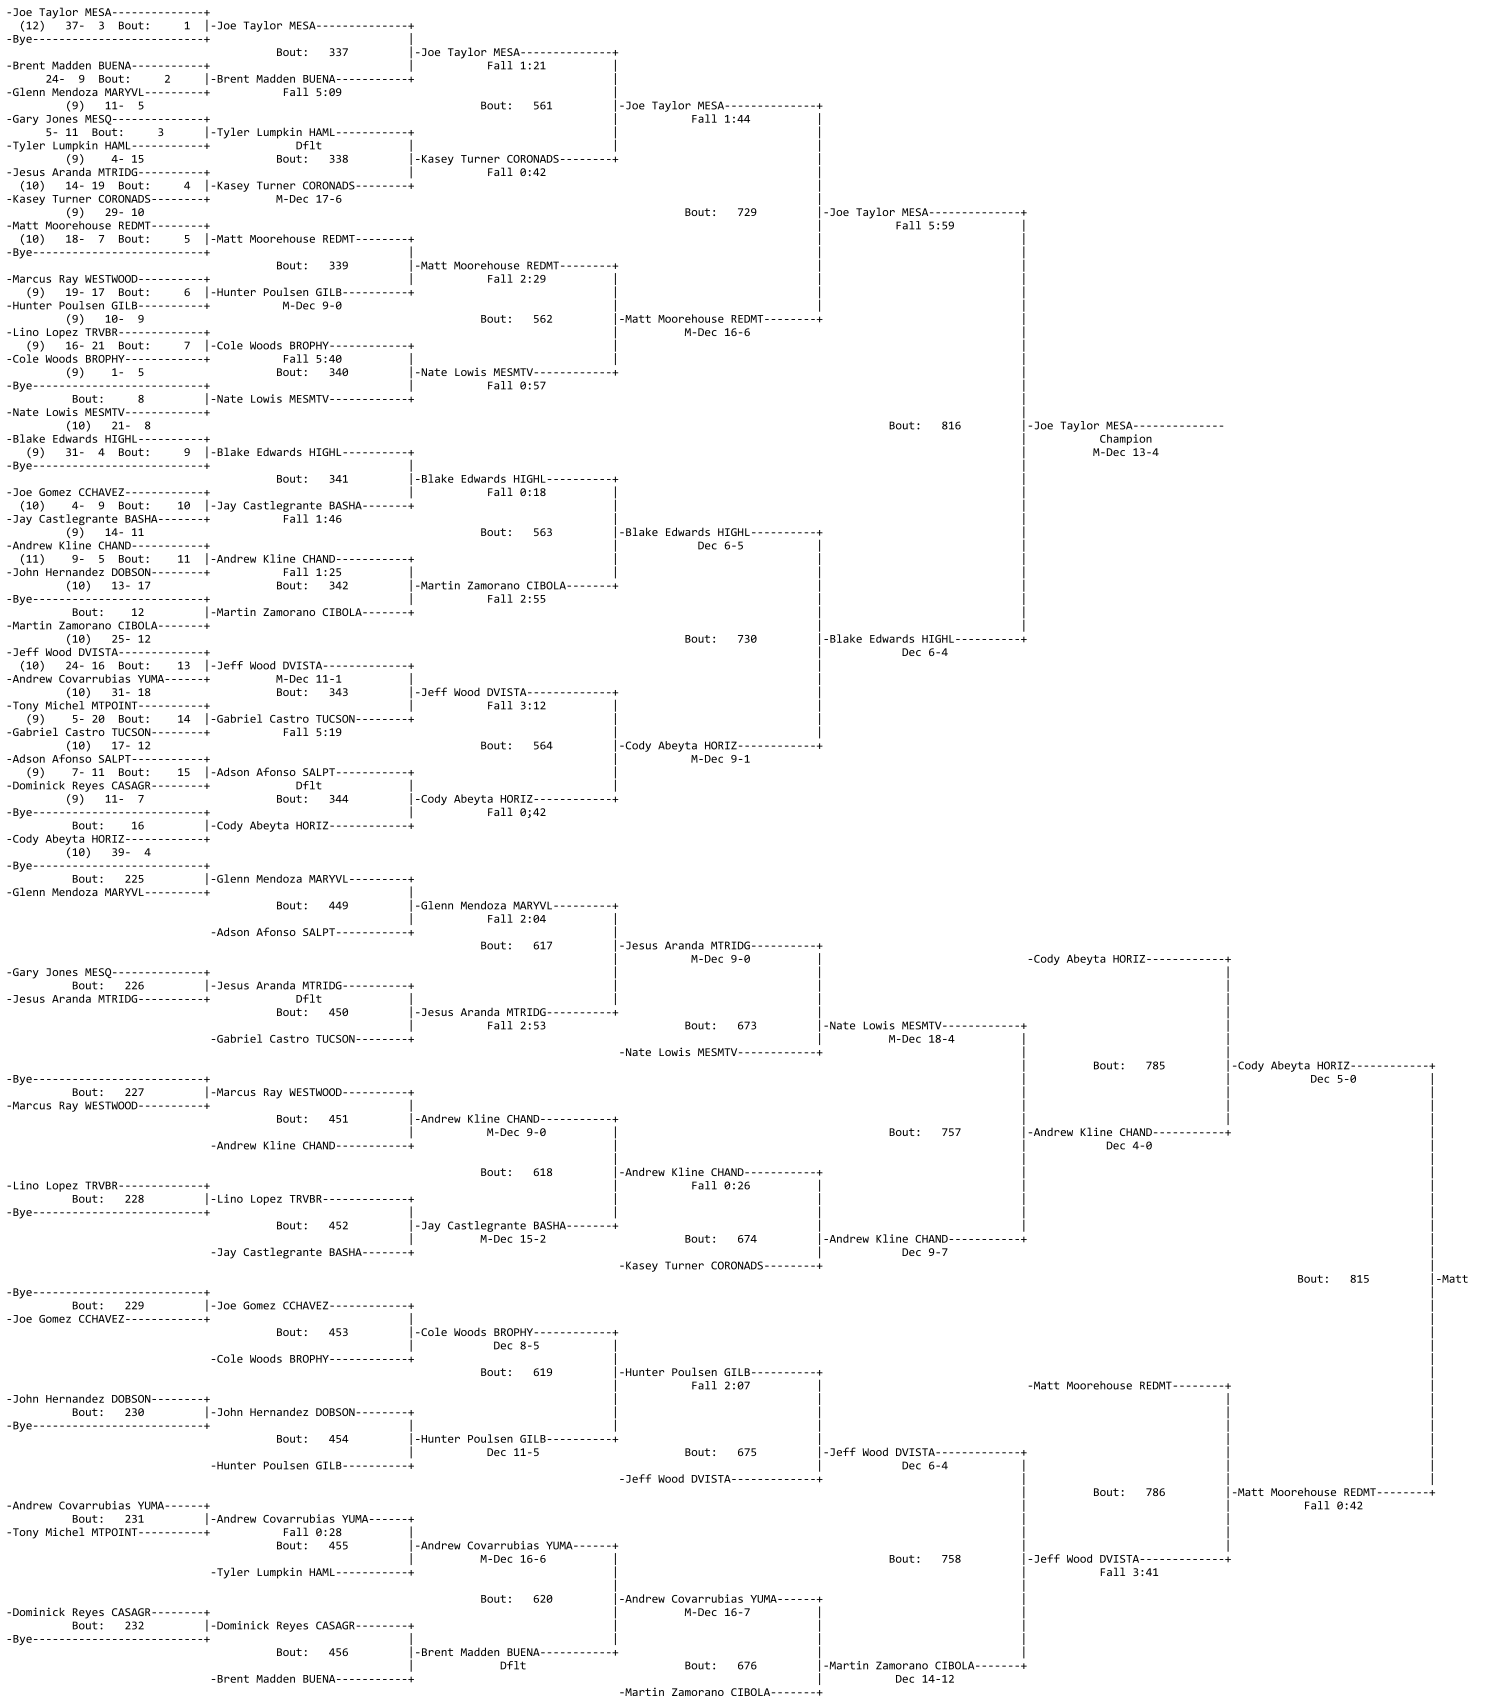 -Joe Taylor MESA--------------+
(12) 37- 3 Bout: 1 |-Joe Taylor MESA--------------+
-Bye--------------------------+ |
Bout: 337 |-Joe Taylor MESA--------------+
-Brent Madden BUENA-----------+ | Fall 1:21 |
24- 9 Bout: 2 |-Brent Madden BUENA-----------+ |
-Glenn Mendoza MARYVL---------+ Fall 5:09 |
(9) 11- 5 Bout: 561 |-Joe Taylor MESA--------------+
-Gary Jones MESQ--------------+ | Fall 1:44 |
5- 11 Bout: 3 |-Tyler Lumpkin HAML-----------+ | |
-Tyler Lumpkin HAML-----------+ Dflt | | |
(9) 4- 15 Bout: 338 |-Kasey Turner CORONADS--------+ |
-Jesus Aranda MTRIDG----------+ | Fall 0:42 |
(10) 14- 19 Bout: 4 |-Kasey Turner CORONADS--------+ |
-Kasey Turner CORONADS--------+ M-Dec 17-6 |
(9) 29- 10 Bout: 729 |-Joe Taylor MESA--------------+
-Matt Moorehouse REDMT--------+ | Fall 5:59 |
(10) 18- 7 Bout: 5 |-Matt Moorehouse REDMT--------+ | |
-Bye--------------------------+ | | |
Bout: 339 |-Matt Moorehouse REDMT--------+ | |
-Marcus Ray WESTWOOD----------+ | Fall 2:29 | | |
(9) 19- 17 Bout: 6 |-Hunter Poulsen GILB----------+ | | |
-Hunter Poulsen GILB----------+ M-Dec 9-0 | | |
(9) 10- 9 Bout: 562 |-Matt Moorehouse REDMT--------+ |
-Lino Lopez TRVBR-------------+ | M-Dec 16-6 |
(9) 16- 21 Bout: 7 |-Cole Woods BROPHY------------+ | |
-Cole Woods BROPHY------------+ Fall 5:40 | | |
(9) 1- 5 Bout: 340 |-Nate Lowis MESMTV------------+ |
-Bye--------------------------+ | Fall 0:57 |
Bout: 8 |-Nate Lowis MESMTV------------+ |
-Nate Lowis MESMTV------------+ |
(10) 21- 8 Bout: 816 |-Joe Taylor MESA--------------
-Blake Edwards HIGHL----------+ | Champion
(9) 31- 4 Bout: 9 |-Blake Edwards HIGHL----------+ | M-Dec 13-4
-Bye--------------------------+ | |
Bout: 341 |-Blake Edwards HIGHL----------+ |
-Joe Gomez CCHAVEZ------------+ | Fall 0:18 | |
(10) 4- 9 Bout: 10 |-Jay Castlegrante BASHA-------+ | |
-Jay Castlegrante BASHA-------+ Fall 1:46 | |
(9) 14- 11 Bout: 563 |-Blake Edwards HIGHL----------+ |
-Andrew Kline CHAND-----------+ | Dec 6-5 | |
(11) 9- 5 Bout: 11 |-Andrew Kline CHAND-----------+ | | |
-John Hernandez DOBSON--------+ Fall 1:25 | | | |
(10) 13- 17 Bout: 342 |-Martin Zamorano CIBOLA-------+ | |
-Bye--------------------------+ | Fall 2:55 | |
Bout: 12 |-Martin Zamorano CIBOLA-------+ | |
-Martin Zamorano CIBOLA-------+ | |
(10) 25- 12 Bout: 730 |-Blake Edwards HIGHL----------+
-Jeff Wood DVISTA-------------+ | Dec 6-4
(10) 24- 16 Bout: 13 |-Jeff Wood DVISTA-------------+ |
-Andrew Covarrubias YUMA------+ M-Dec 11-1 | |
(10) 31- 18 Bout: 343 |-Jeff Wood DVISTA-------------+ |
-Tony Michel MTPOINT----------+ | Fall 3:12 | |
(9) 5- 20 Bout: 14 |-Gabriel Castro TUCSON--------+ | |
-Gabriel Castro TUCSON--------+ Fall 5:19 | |
(10) 17- 12 Bout: 564 |-Cody Abeyta HORIZ------------+
-Adson Afonso SALPT-----------+ | M-Dec 9-1
(9) 7- 11 Bout: 15 |-Adson Afonso SALPT-----------+ |
-Dominick Reyes CASAGR--------+ Dflt | |
(9) 11- 7 Bout: 344 |-Cody Abeyta HORIZ------------+
-Bye--------------------------+ | Fall 0;42
Bout: 16 |-Cody Abeyta HORIZ------------+
-Cody Abeyta HORIZ------------+
(10) 39- 4
-Bye--------------------------+
Bout: 225 |-Glenn Mendoza MARYVL---------+
-Glenn Mendoza MARYVL---------+ |
Bout: 449 |-Glenn Mendoza MARYVL---------+
| Fall 2:04 |
-Adson Afonso SALPT-----------+ |
Bout: 617 |-Jesus Aranda MTRIDG----------+
| M-Dec 9-0 | -Cody Abeyta HORIZ------------+
-Gary Jones MESQ--------------+ | | |
Bout: 226 |-Jesus Aranda MTRIDG----------+ | | |
-Jesus Aranda MTRIDG----------+ Dflt | | | |
Bout: 450 |-Jesus Aranda MTRIDG----------+ | |
| Fall 2:53 Bout: 673 |-Nate Lowis MESMTV------------+ |
-Gabriel Castro TUCSON--------+ | M-Dec 18-4 | |
-Nate Lowis MESMTV------------+ | |
| Bout: 785 |-Cody Abeyta HORIZ------------+
-Bye--------------------------+ | | Dec 5-0 |
Bout: 227 |-Marcus Ray WESTWOOD----------+ | | |
-Marcus Ray WESTWOOD----------+ | | | |
Bout: 451 |-Andrew Kline CHAND-----------+ | | |
| M-Dec 9-0 | Bout: 757 |-Andrew Kline CHAND-----------+ |
-Andrew Kline CHAND-----------+ | | Dec 4-0 |
| | |
Bout: 618 |-Andrew Kline CHAND-----------+ | |
-Lino Lopez TRVBR-------------+ | Fall 0:26 | | |
Bout: 228 |-Lino Lopez TRVBR-------------+ | | | |
-Bye--------------------------+ | | | | |
Bout: 452 |-Jay Castlegrante BASHA-------+ | | |
| M-Dec 15-2 Bout: 674 |-Andrew Kline CHAND-----------+ |
-Jay Castlegrante BASHA-------+ | Dec 9-7 |
-Kasey Turner CORONADS--------+ |
Bout: 815 |-Matt
-Bye--------------------------+ |
Bout: 229 |-Joe Gomez CCHAVEZ------------+ |
-Joe Gomez CCHAVEZ------------+ | |
Bout: 453 |-Cole Woods BROPHY------------+ |
| Dec 8-5 | |
-Cole Woods BROPHY------------+ | |
Bout: 619 |-Hunter Poulsen GILB----------+ |
| Fall 2:07 | -Matt Moorehouse REDMT--------+ |
-John Hernandez DOBSON--------+ | | | |
Bout: 230 |-John Hernandez DOBSON--------+ | | | |
-Bye--------------------------+ | | | | |
Bout: 454 |-Hunter Poulsen GILB----------+ | | |
| Dec 11-5 Bout: 675 |-Jeff Wood DVISTA-------------+ | |
-Hunter Poulsen GILB----------+ | Dec 6-4 | | |
-Jeff Wood DVISTA-------------+ | | |
| Bout: 786 |-Matt Moorehouse REDMT--------+
-Andrew Covarrubias YUMA------+ | | Fall 0:42
Bout: 231 |-Andrew Covarrubias YUMA------+ | |
-Tony Michel MTPOINT----------+ Fall 0:28 | | |
Bout: 455 |-Andrew Covarrubias YUMA------+ | |
| M-Dec 16-6 | Bout: 758 |-Jeff Wood DVISTA-------------+
-Tyler Lumpkin HAML-----------+ | | Fall 3:41
| |
Bout: 620 |-Andrew Covarrubias YUMA------+ |
-Dominick Reyes CASAGR--------+ | M-Dec 16-7 | |
Bout: 232 |-Dominick Reyes CASAGR--------+ | | |
-Bye--------------------------+ | | | |
Bout: 456 |-Brent Madden BUENA-----------+ | |
| Dflt Bout: 676 |-Martin Zamorano CIBOLA-------+
-Brent Madden BUENA-----------+ | Dec 14-12
-Martin Zamorano CIBOLA-------+